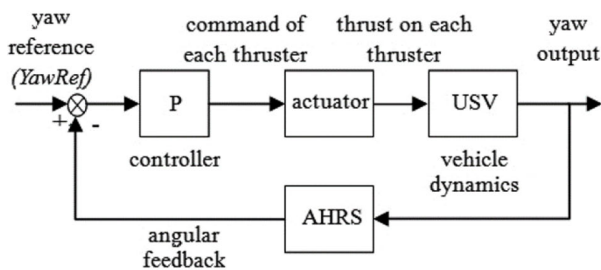 yaw
reference
(YawRef)
command of
each thruster
thrust on each
thruster
yaw
output
+
-
P
actuator
USV
controller
vehicle
dynamics
AHRS
angular
feedback